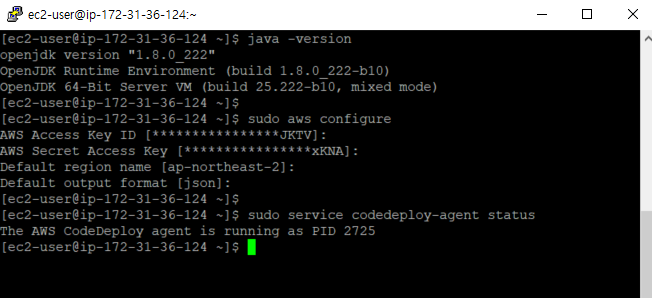 ec2-user@ip-172-31-36-124:~
[ec2-user@ip-172-31-36-124 ~]$ java -version
openjdk version "1.8.0_222"
OpenJDK Runtime Environment (build 1.8.0_222-b10)
OpenJDK 64-Bit Server VM (build 25.222-b10, mixed mode)
[ec2-user@ip-172-31-36-124 ~]$
[ec2-user@ip-172-31-36-124 ~]$ sudo aws configure
AWS Access Key ID [****************JKTV]:
AWS Secret Access Key [****************xKNA]:
Default region name [ap-northeast-2]:
Default output format [json]:
[ec2-user@ip-172-31-36-124 ~]$
[ec2-user@ip-172-31-36-124 ~]$ sudo service codedeploy-agent status
The AWS CodeDeploy agent is running as PID 2725
[ec2-user@ip-172-31-36-124 ~]$